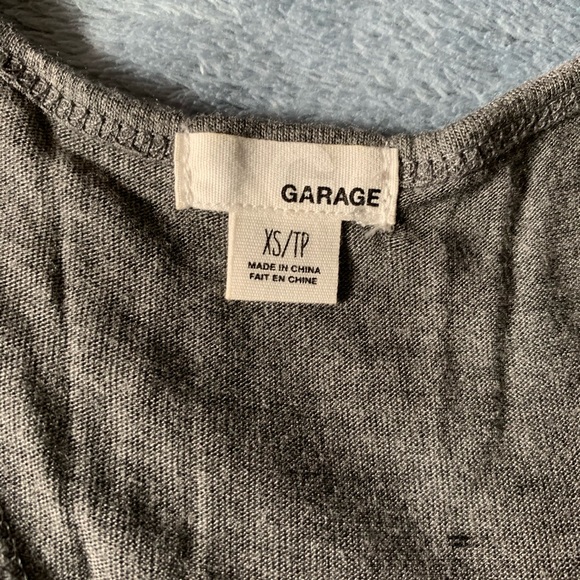 GARAGE
XS/TP
MADE IN CHINA
FAIT EN CHINE